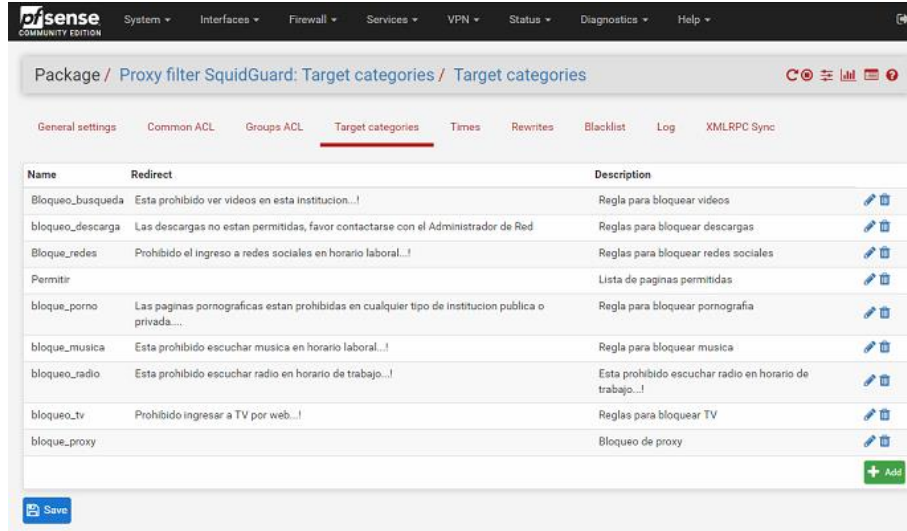 pfsense
COMMUNITY EDITION
System Interfaces Firewall Services VPN Status Diagnostics Help
Package / Proxy filter SquidGuard: Target categories / Target categories
General settings Common ACL Groups ACL Target categories Times Rewrites Blacklist Log XMLRPC Sync
Name Redirect Description
Bloqueo_busqueda Esta prohibido ver videos en esta institucion...! Regla para bloquear videos
bloqueo_descarga Las descargas no estan permitidas, favor contactarse con el Administrador de Red Reglas para bloquear descargas
Bloque_redes Prohibido el ingreso a redes sociales en horario laboral...! Reglas para bloquear redes sociales
Permitir Lista de paginas permitidas
bloque_porno Las paginas pornograficas estan prohibidas en cualquier tipo de institucion publica o Regla para bloquear pornografia
privada....
bloque_musica Esta prohibido escuchar musica en horario laboral...! Regla para bloquear musica
bloqueo_radio Esta prohibido escuchar radio en horario de trabajo...! Esta prohibido escuchar radio en horario de
trabajo...!
bloqueo_tv Prohibido ingresar a TV por web...! Reglas para bloquear TV
bloque_proxy Bloqueo de proxy
Add
Save